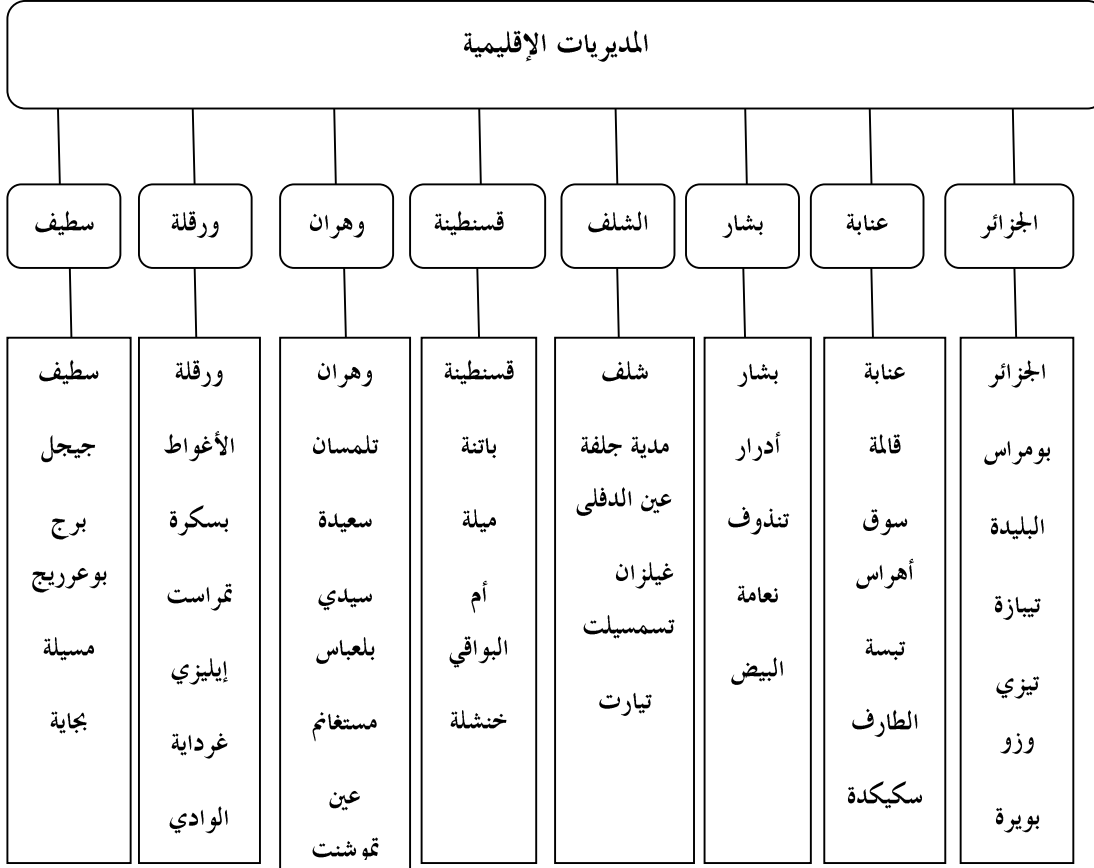 المديريات الإقليمية
الجزائر
عنابة
بشار
الشلف
قسنطينة
وهران
ورقلة
سطيف
الجزائر
بومراس
البليدة
تيبازة
تيزي
وزو
بويرة
عنابة
قالمة
سوق
أهراس
تبسة
الطارف
سكيكدة
بشار
أدرار
تنذوف
نعامة
البيض
شلف
مدية جلفة
عين الدفلى
غيلزان
تسمسيلت
تيارت
قسنطينة
باتنة
ميلة
أم
البواقي
خنشلة
وهران
تلمسان
سعيدة
سيدي
بلعباس
مستغانم
عين
تموشنت
ورقلة
الأغواط
بسكرة
تمراست
إيليزي
غرداية
الوادي
سطيف
جيجل
برج
بوعرريج
مسيلة
بجاية